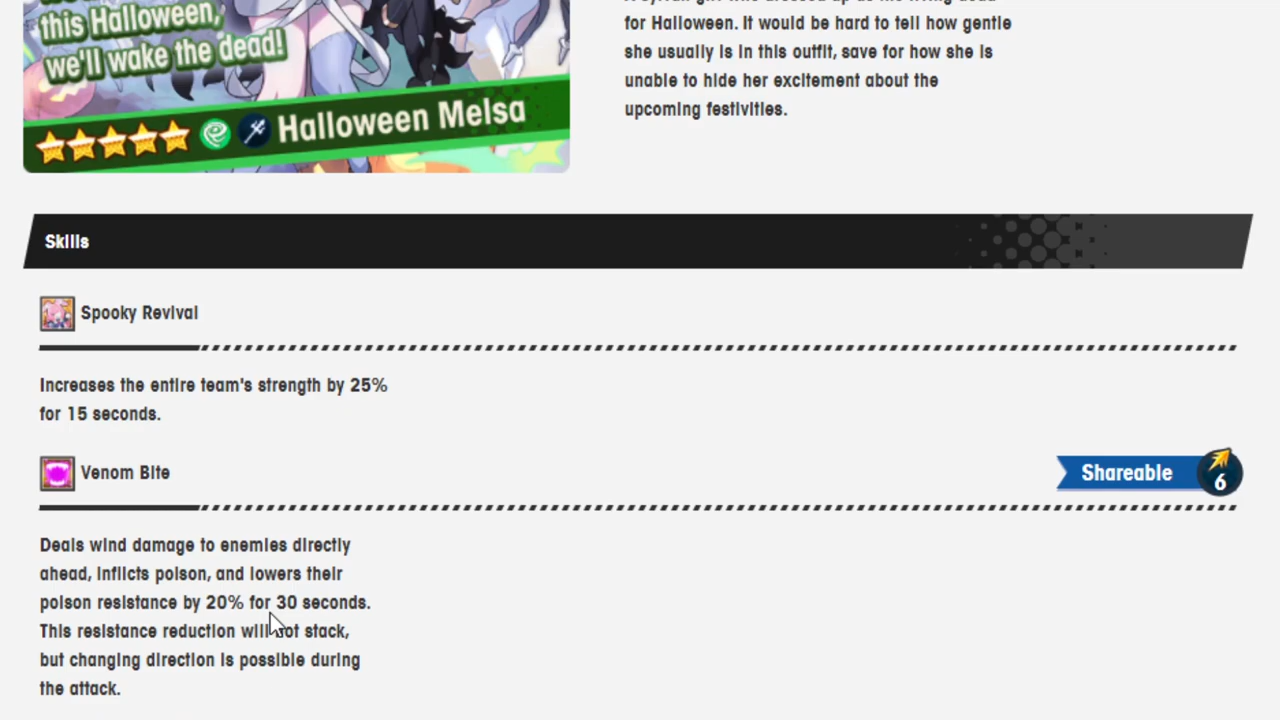 this Halloween,
we'll wake the dead!
Halloween Melsa
for Halloween. It would be hard to tell how gentle
she usually is in this outfit, save for how she is
unable to hide her excitement about the
upcoming festivities.
Skills
Spooky Revival
Increases the entire team's strength by 25%
for 15 seconds.
Venom Bite
Shareable
6
Deals wind damage to enemies directly
ahead, inflicts poison, and lowers their
poison resistance by 20% for 30 seconds.
This resistance reduction will not stack,
but changing direction is possible during
the attack.